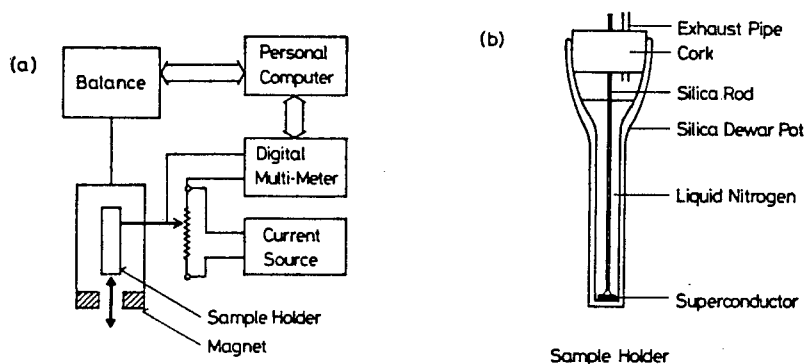 (a)
Balance
Personal
Computer
Digital
Multi-Meter
Current
Source
Sample Holder
Magnet
(b)
Exhaust Pipe
Cork
Silica Rod
Silica Dewar Pot
Liquid Nitrogen
Superconductor
Sample Holder